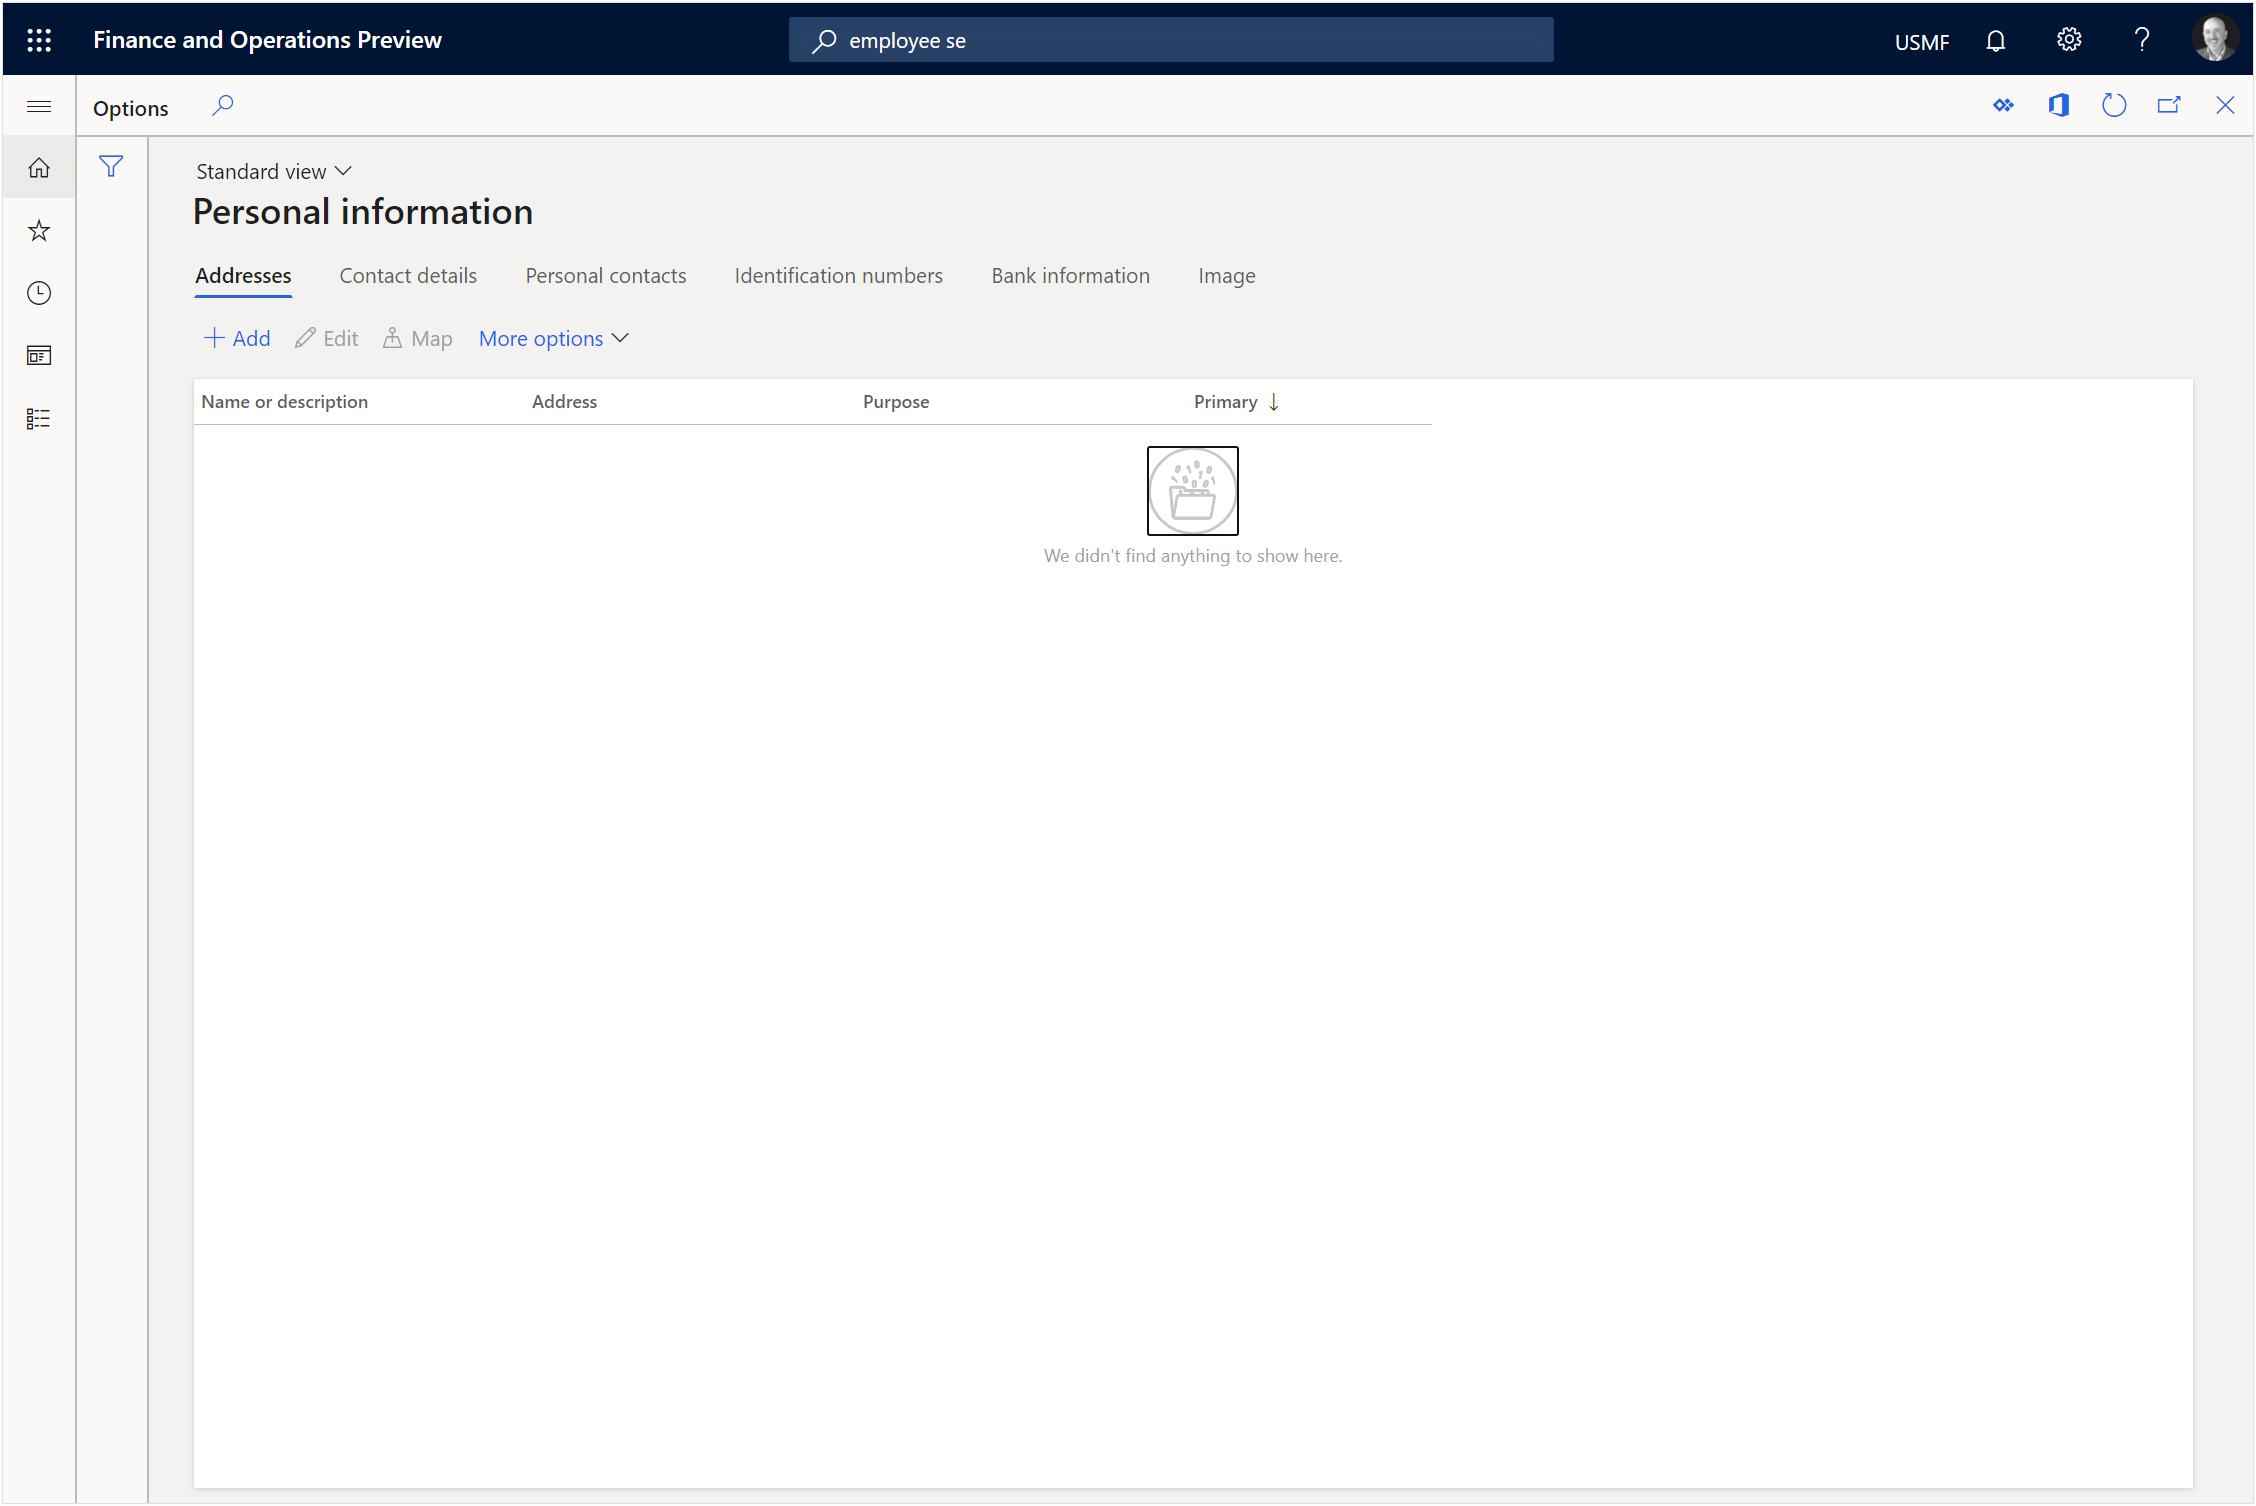 Finance and Operations Preview
employee se
USMF
Options
Standard view
Personal information
Addresses Contact details Personal contacts Identification numbers Bank information Image
Add Edit Map More options
Name or description Address Purpose Primary
We didn't find anything to show here.